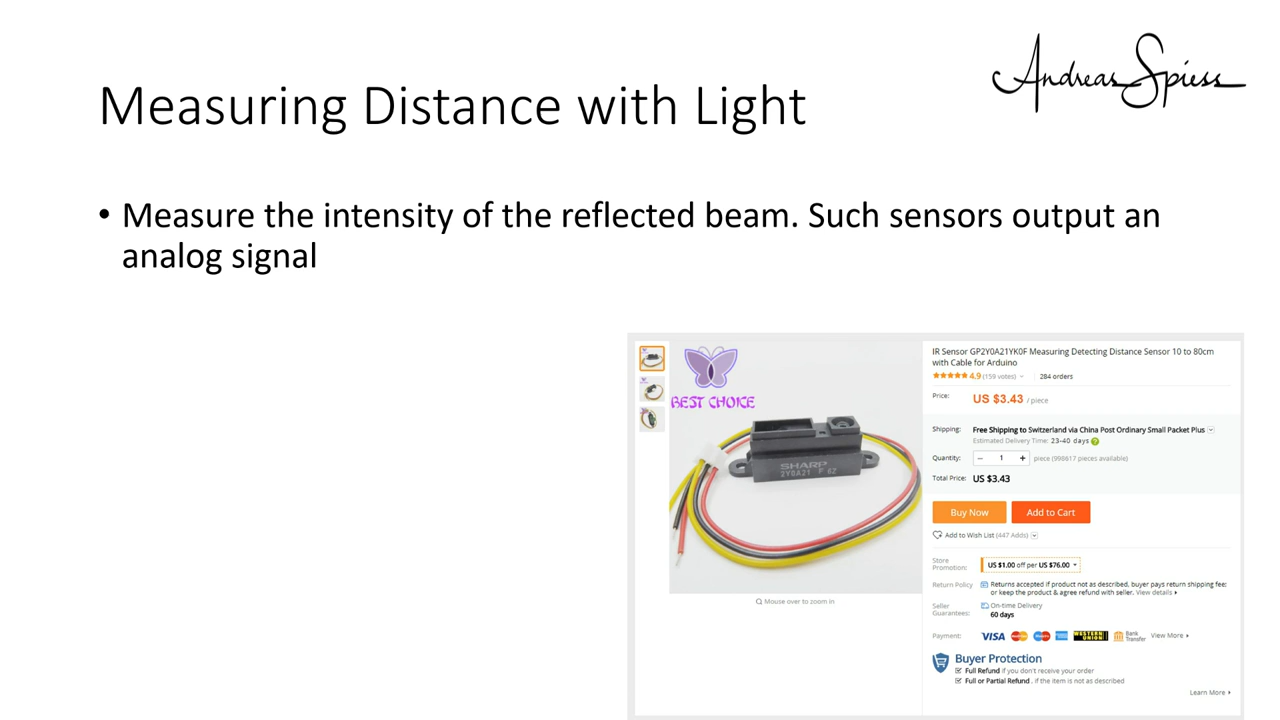 Andreas Spiess
Measuring Distance with Light
• Measure the intensity of the reflected beam. Such sensors output an
analog signal
BEST CHOICE
SHARP
2Y0A21 F 6Z
Mouse over to zoom in
IR Sensor GP2Y0A21YK0F Measuring Detecting Distance Sensor 10 to 80cm
with Cable for Arduino
4.9 (159 votes) 284 orders
Price: US $3.43 / piece
Shipping: Free Shipping to Switzerland via China Post Ordinary Small Packet Plus
Estimated Delivery Time: 23-40 days
Quantity: 1 piece (998617 pieces available)
Total Price: US $3.43
Buy Now Add to Cart
Add to Wish List (447 Adds)
Store
Promotion: US $1.00 off per US $76.00
Return Policy Returns accepted if product not as described, buyer pays return shipping fee;
or keep the product & agree refund with seller. View details
Seller
Guarantees: On-time Delivery
60 days
Payment: VISA WESTERN UNION Bank Transfer View More
Buyer Protection
Full Refund if you don't receive your order
Full or Partial Refund , if the item is not as described
Learn More